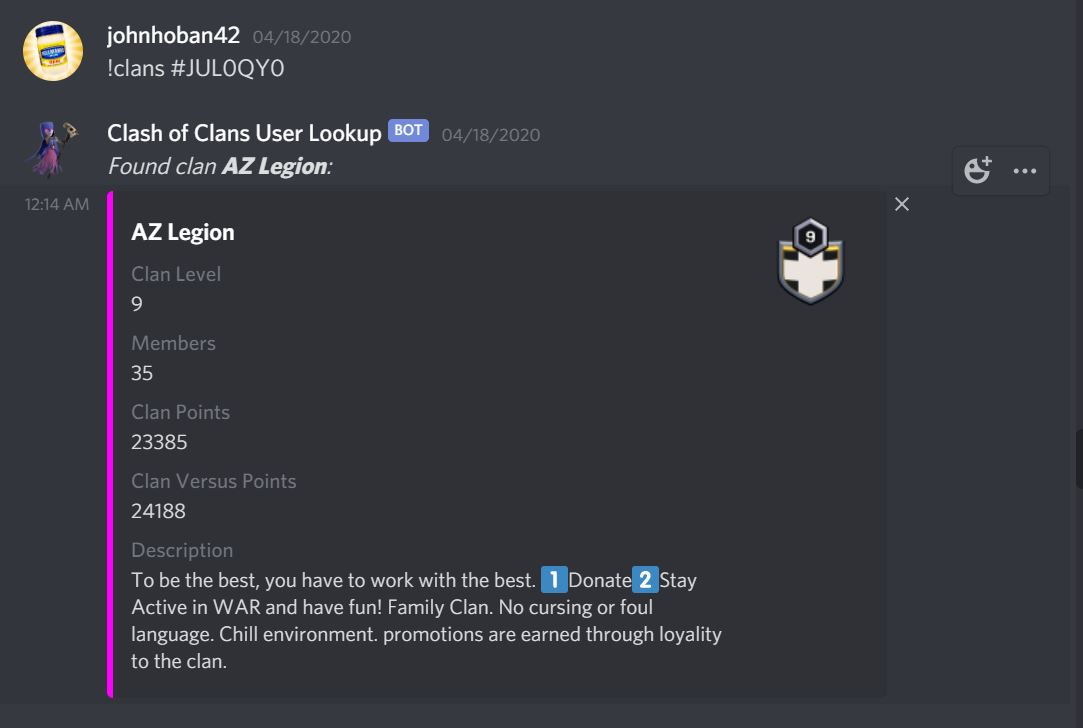 johnhoban42 04/18/2020
!clans #JUL0QY0
Clash of Clans User Lookup BOT 04/18/2020
Found clan AZ Legion:
12:14 AM
AZ Legion
9
Clan Level
9
Members
35
Clan Points
23385
Clan Versus Points
24188
Description
To be the best, you have to work with the best. 1️⃣Donate2️⃣Stay
Active in WAR and have fun! Family Clan. No cursing or foul
language. Chill environment. promotions are earned through loyality
to the clan.